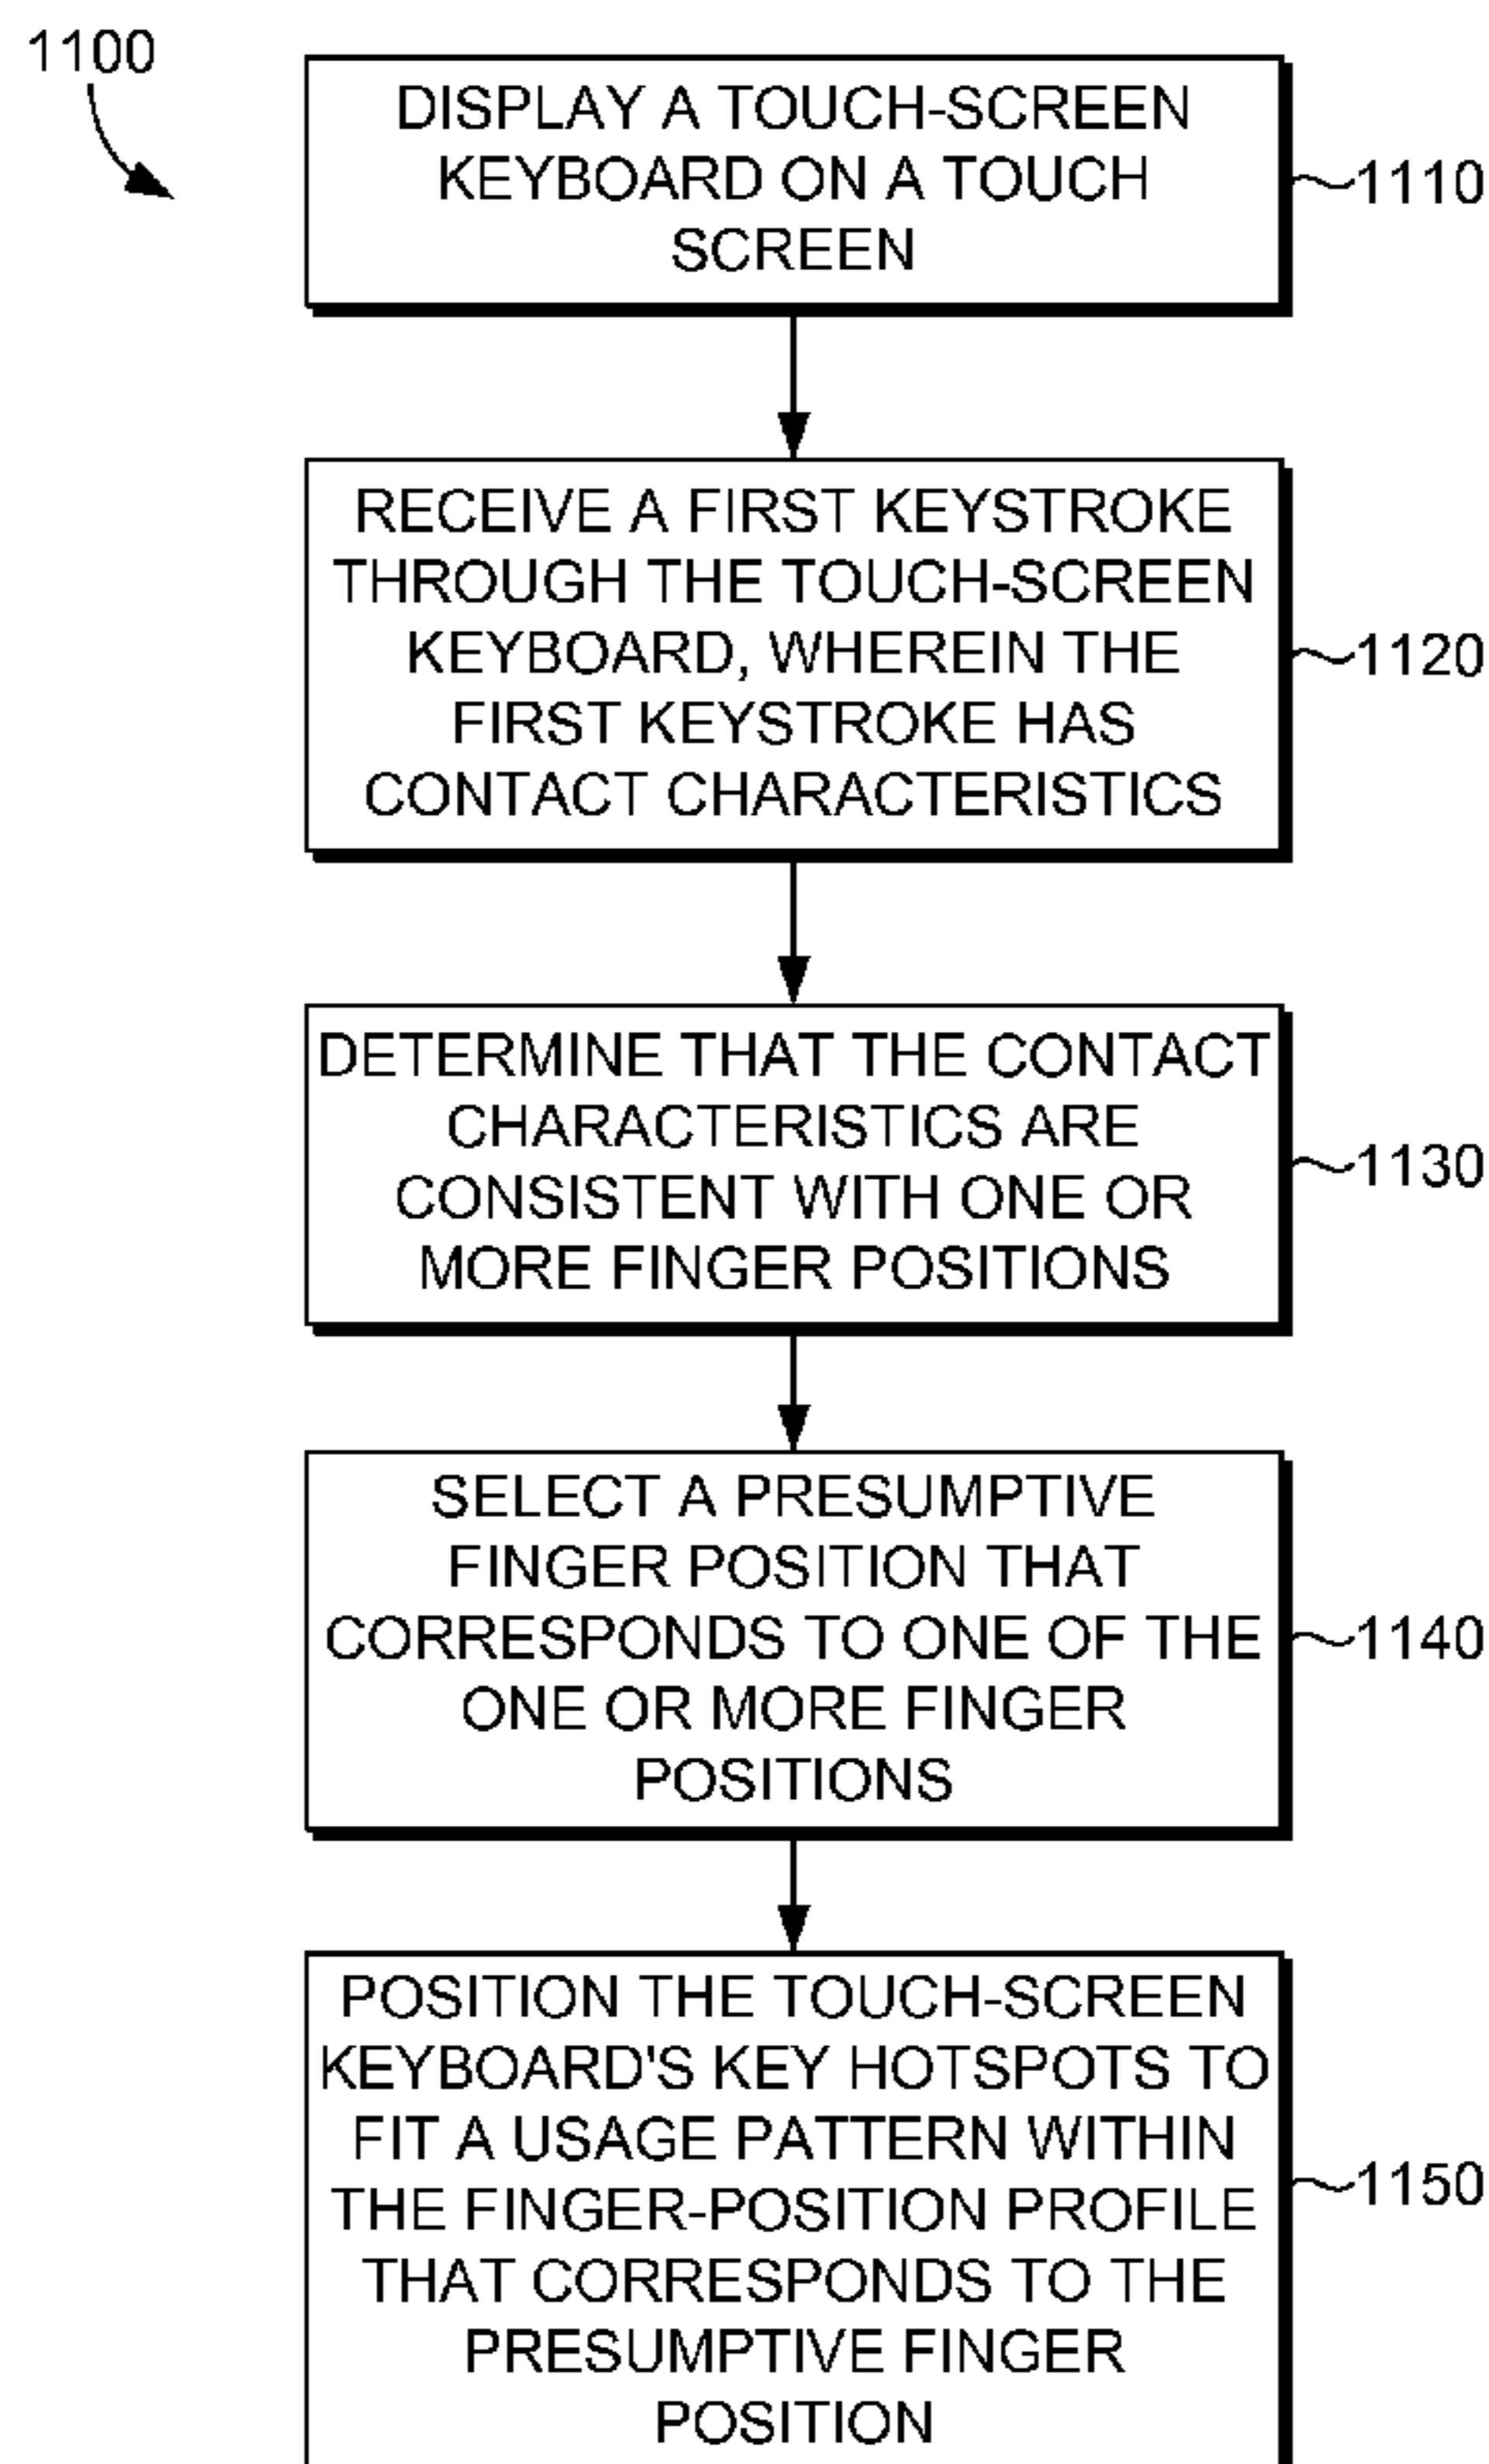 1100
DISPLAY A TOUCH-SCREEN
KEYBOARD ON A TOUCH
SCREEN
1110
RECEIVE A FIRST KEYSTROKE
THROUGH THE TOUCH-SCREEN
KEYBOARD, WHEREIN THE
FIRST KEYSTROKE HAS
CONTACT CHARACTERISTICS
1120
DETERMINE THAT THE CONTACT
CHARACTERISTICS ARE
CONSISTENT WITH ONE OR
MORE FINGER POSITIONS
1130
SELECT A PRESUMPTIVE
FINGER POSITION THAT
CORRESPONDS TO ONE OF THE
ONE OR MORE FINGER
POSITIONS
1140
POSITION THE TOUCH-SCREEN
KEYBOARD'S KEY HOTSPOTS TO
FIT A USAGE PATTERN WITHIN
THE FINGER-POSITION PROFILE
THAT CORRESPONDS TO THE
PRESUMPTIVE FINGER
POSITION
1150